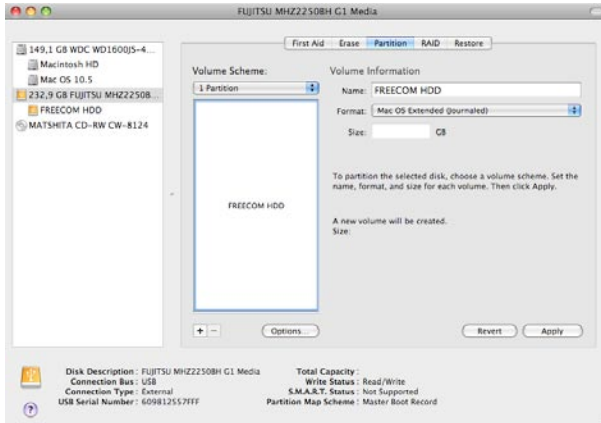 FUJITSU MHZ2250BH G1 Media
149,1 GB WDC WD1600JS-4...
Macintosh HD
Mac OS 10.5
232,9 GB FUJITSU MHZ2250B...
FREECOM HDD
MATSHITA CD-RW CW-8124
First Aid Erase Partition RAID Restore
Volume Scheme:
1 Partition
FREECOM HDD
+ − Options...
Volume Information
Name: FREECOM HDD
Format: Mac OS Extended (Journaled)
Size: GB
To partition the selected disk, choose a volume scheme. Set the
name, format, and size for each volume. Then click Apply.
A new volume will be created.
Size:
Revert Apply
Disk Description : FUJITSU MHZ2250BH G1 Media
Connection Bus : USB
Connection Type : External
USB Serial Number : 609812557FFF
Total Capacity :
Write Status : Read/Write
S.M.A.R.T. Status : Not Supported
Partition Map Scheme : Master Boot Record
?